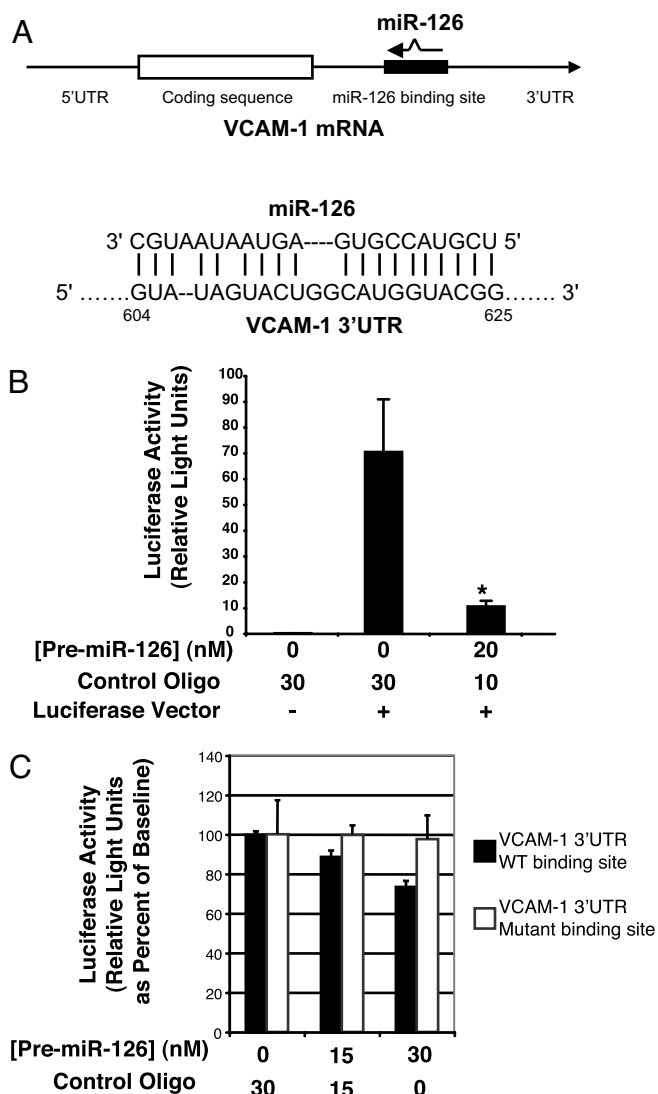 A
miR-126
5'UTR Coding sequence miR-126 binding site 3'UTR
VCAM-1 mRNA
miR-126
3' CGUAAUAAUGA----GUGCCAUGCU 5'
5' .......GUA--UAGUACUGGCAUGGUACGG....... 3'
604 625
VCAM-1 3'UTR
B
Luciferase Activity
(Relative Light Units)
100
90
80
70
60
50
40
30
20
10
0
[Pre-miR-126] (nM) 0 0 20
Control Oligo 30 30 10
Luciferase Vector - + +
*
C
Luciferase Activity
(Relative Light Units
as Percent of Baseline)
140
120
100
80
60
40
20
0
VCAM-1 3'UTR
WT binding site
VCAM-1 3'UTR
Mutant binding site
[Pre-miR-126] (nM) 0 15 30
Control Oligo 30 15 0